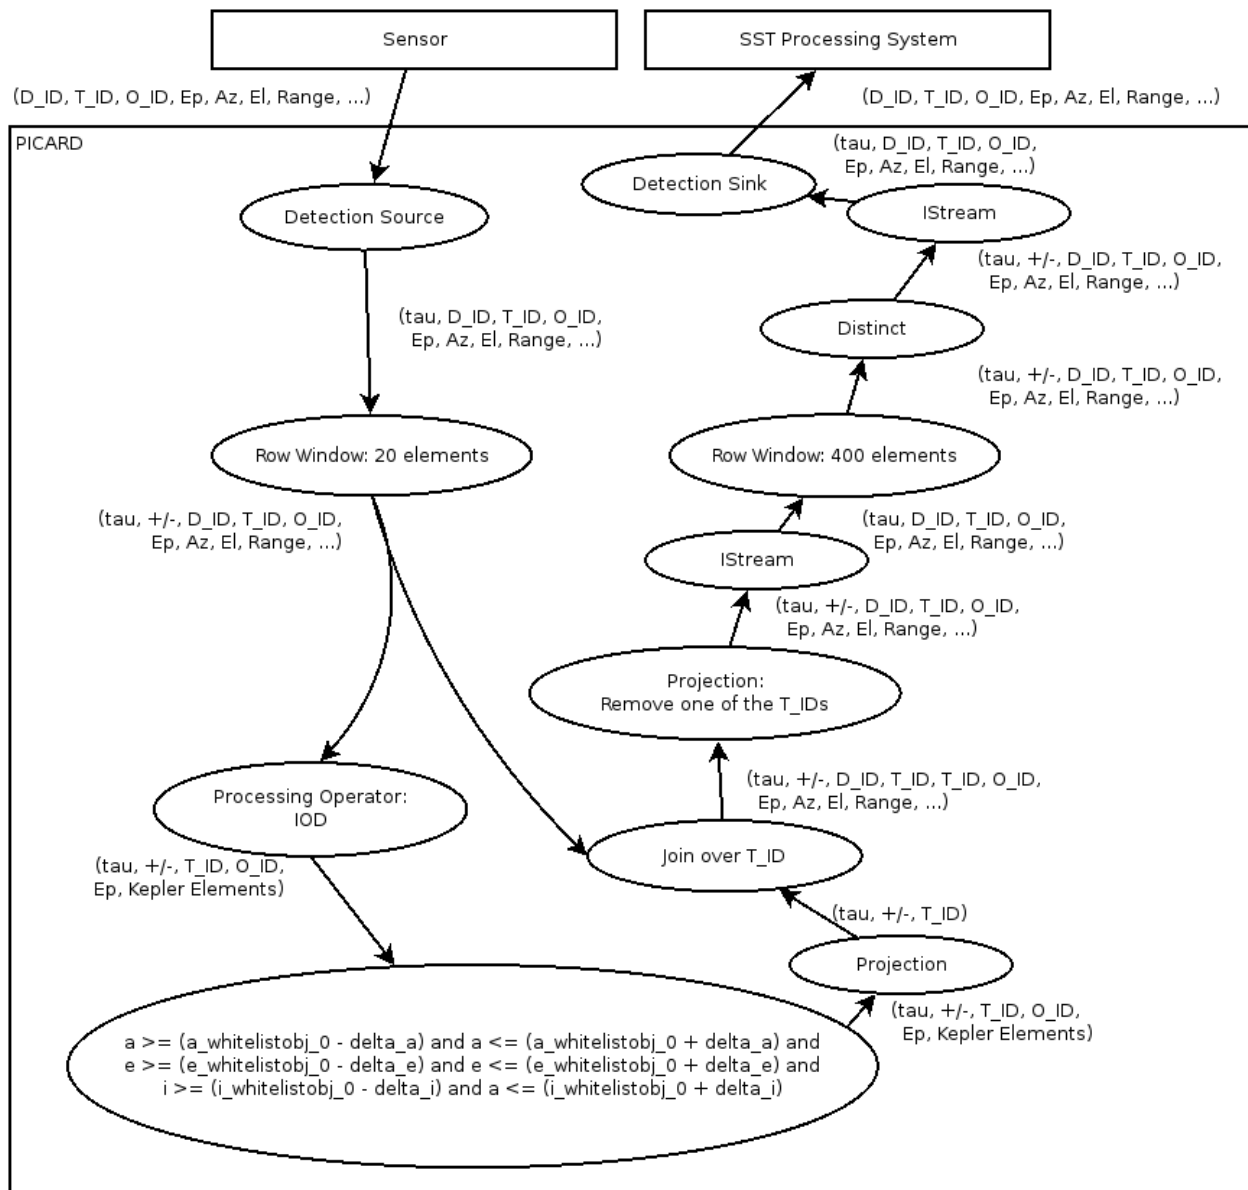 Sensor
SST Processing System
(D_ID, T_ID, O_ID, Ep, Az, El, Range, ...)
(D_ID, T_ID, O_ID, Ep, Az, El, Range, ...)
PICARD
(tau, D_ID, T_ID, O_ID,
Ep, Az, El, Range, ...)
Detection Sink
Detection Source
IStream
(tau, +/-, D_ID, T_ID, O_ID,
Ep, Az, El, Range, ...)
(tau, D_ID, T_ID, O_ID,
Ep, Az, El, Range, ...)
Distinct
(tau, +/-, D_ID, T_ID, O_ID,
Ep, Az, El, Range, ...)
Row Window: 20 elements
Row Window: 400 elements
(tau, +/-, D_ID, T_ID, O_ID,
Ep, Az, El, Range, ...)
(tau, D_ID, T_ID, O_ID,
Ep, Az, El, Range, ...)
IStream
(tau, +/-, D_ID, T_ID, O_ID,
Ep, Az, El, Range, ...)
Projection:
Remove one of the T_IDs
(tau, +/-, D_ID, T_ID, T_ID, O_ID,
Ep, Az, El, Range, ...)
Processing Operator:
IOD
Join over T_ID
(tau, +/-, T_ID, O_ID,
Ep, Kepler Elements)
(tau, +/-, T_ID)
Projection
(tau, +/-, T_ID, O_ID,
Ep, Kepler Elements)
a >= (a_whitelistobj_0 - delta_a) and a <= (a_whitelistobj_0 + delta_a) and
e >= (e_whitelistobj_0 - delta_e) and e <= (e_whitelistobj_0 + delta_e) and
i >= (i_whitelistobj_0 - delta_i) and a <= (i_whitelistobj_0 + delta_i)